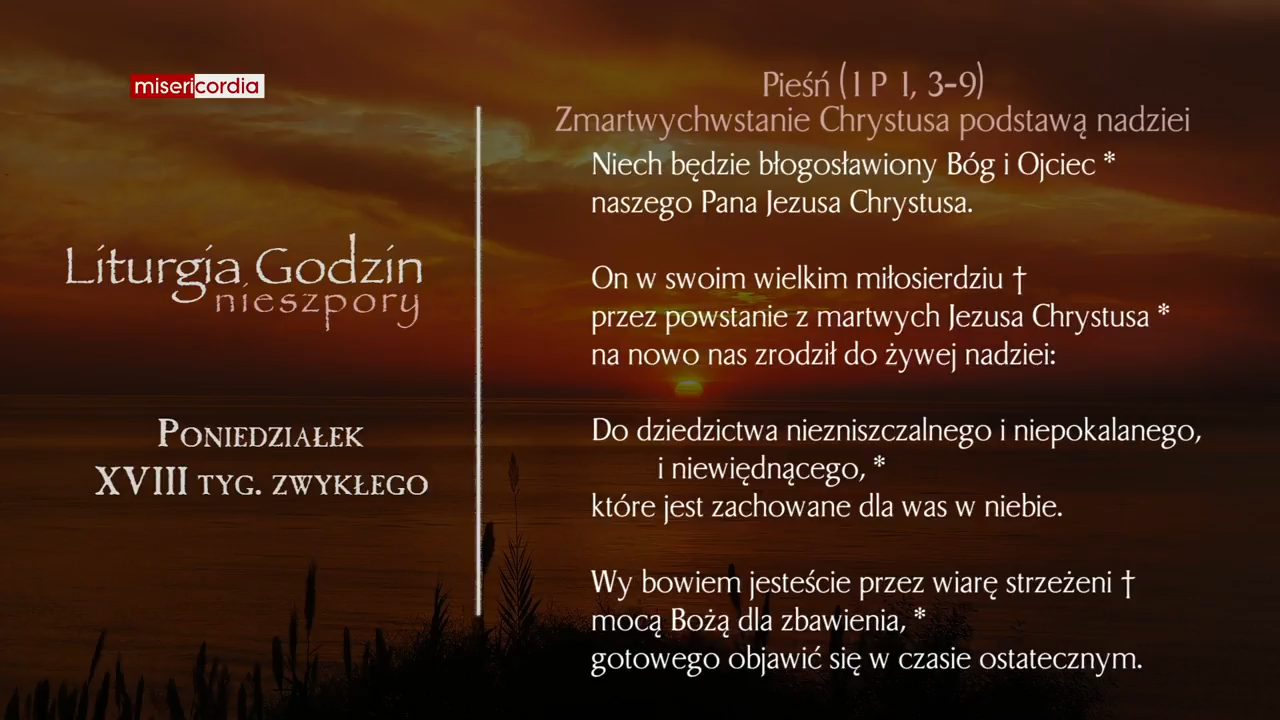 misericordia
Liturgia Godzin
nieszpory
Poniedziałek
XVIII tyg. zwykłego
Pieśń (1 P 1, 3-9)
Zmartwychwstanie Chrystusa podstawą nadziei
Niech będzie błogosławiony Bóg i Ojciec *
naszego Pana Jezusa Chrystusa.
On w swoim wielkim miłosierdziu †
przez powstanie z martwych Jezusa Chrystusa *
na nowo nas zrodził do żywej nadziei:
Do dziedzictwa niezniszczalnego i niepokalanego,
i niewiędnącego, *
które jest zachowane dla was w niebie.
Wy bowiem jesteście przez wiarę strzeżeni †
mocą Bożą dla zbawienia, *
gotowego objawić się w czasie ostatecznym.